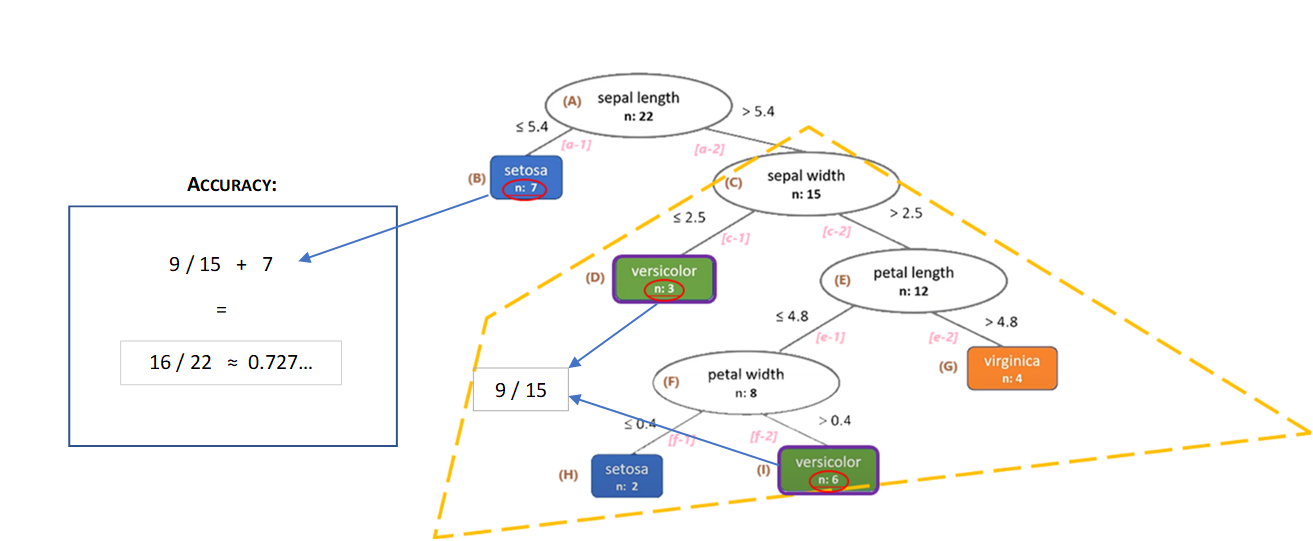 (A) sepal length
n: 22
≤ 5.4
> 5.4
[a-1]
[a-2]
(B) setosa
n: 7
(C) sepal width
n: 15
≤ 2.5
> 2.5
[c-1]
[c-2]
(D) versicolor
n: 3
(E) petal length
n: 12
≤ 4.8
> 4.8
[e-1]
[e-2]
(F) petal width
n: 8
(G) virginica
n: 4
≤ 0.4
> 0.4
[f-1]
[f-2]
(H) setosa
n: 2
(I) versicolor
n: 6
9 / 15
ACCURACY:
9 / 15 + 7
=
16 / 22 ≈ 0.727...